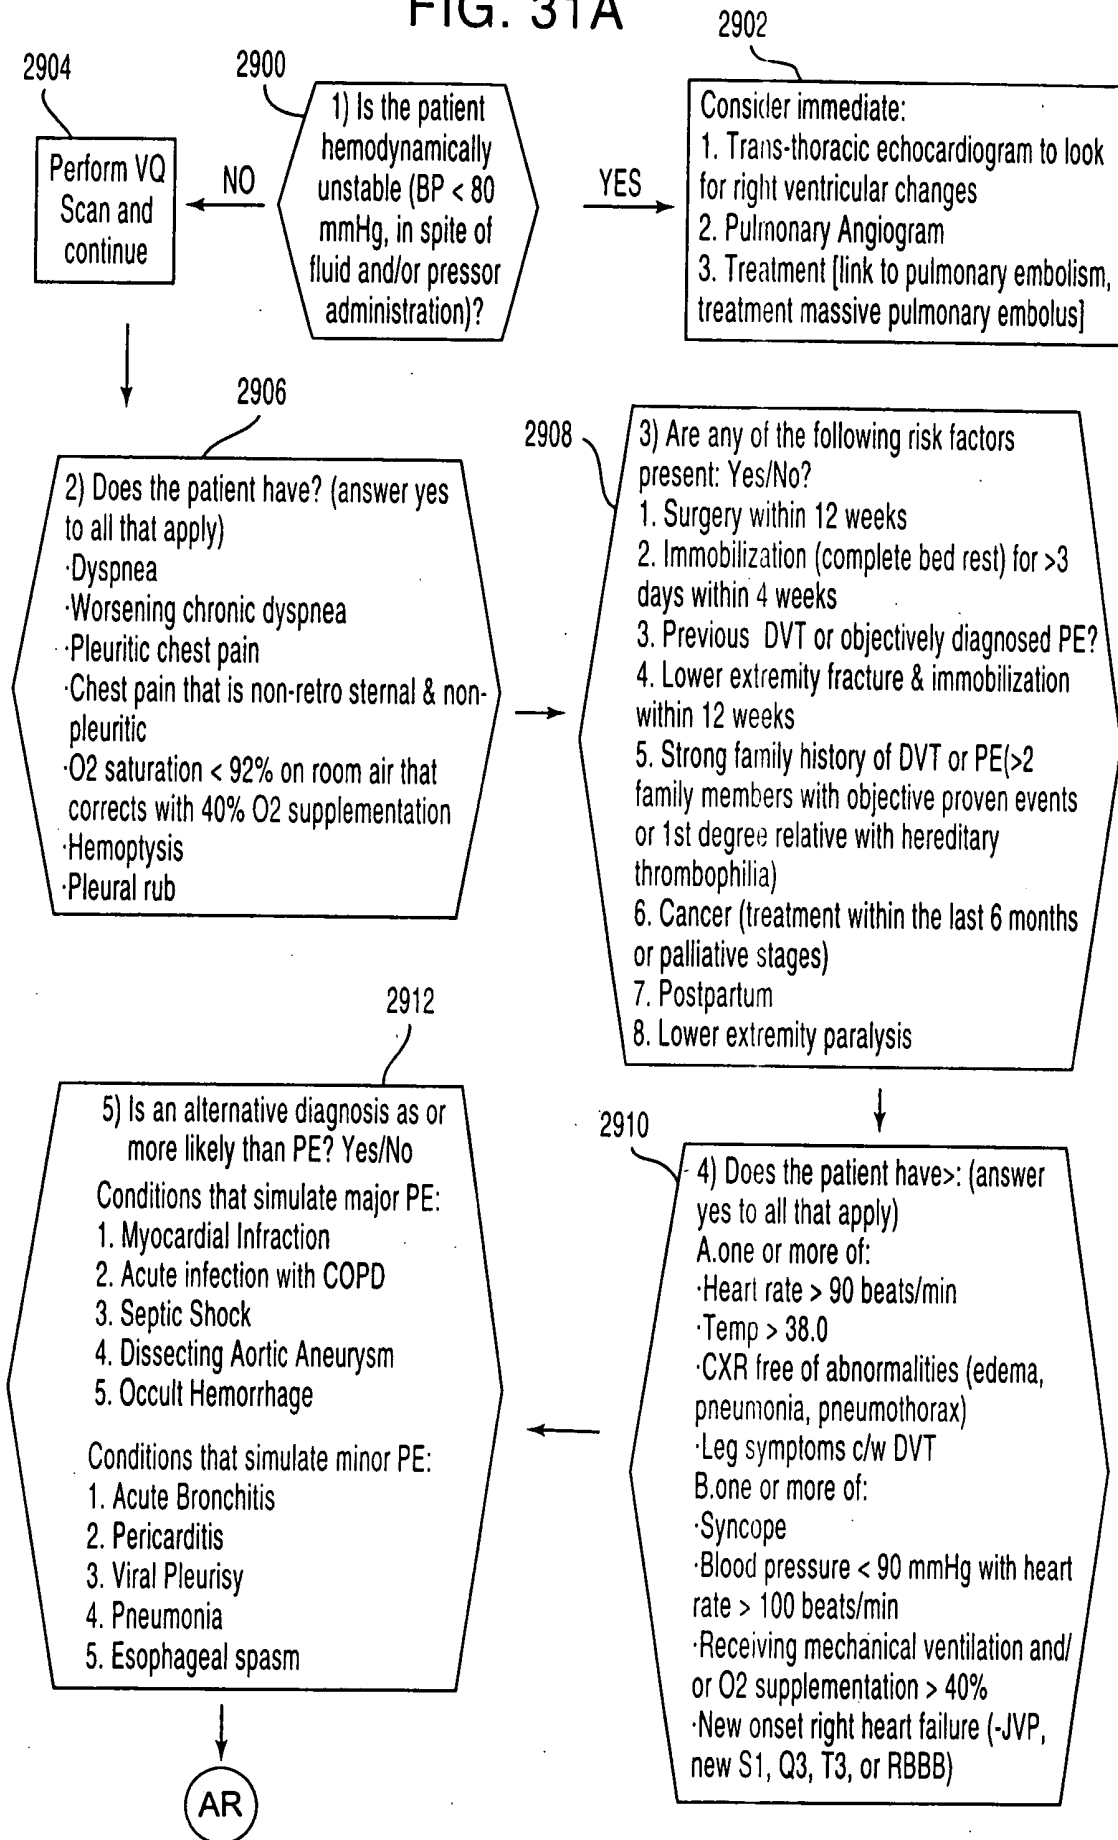 FIG. 31A
2904
2900
2902
Perform VQ
Scan and
continue
NO
1) Is the patient
hemodynamically
unstable (BP < 80
mmHg, in spite of
fluid and/or pressor
administration)?
YES
Consider immediate:
1. Trans-thoracic echocardiogram to look
for right ventricular changes
2. Pulmonary Angiogram
3. Treatment [link to pulmonary embolism,
treatment massive pulmonary embolus]
2906
2) Does the patient have? (answer yes
to all that apply)
·Dyspnea
·Worsening chronic dyspnea
·Pleuritic chest pain
·Chest pain that is non-retro sternal & non-
pleuritic
·O2 saturation < 92% on room air that
corrects with 40% O2 supplementation
·Hemoptysis
·Pleural rub
2908
3) Are any of the following risk factors
present: Yes/No?
1. Surgery within 12 weeks
2. Immobilization (complete bed rest) for >3
days within 4 weeks
3. Previous DVT or objectively diagnosed PE?
4. Lower extremity fracture & immobilization
within 12 weeks
5. Strong family history of DVT or PE(>2
family members with objective proven events
or 1st degree relative with hereditary
thrombophilia)
6. Cancer (treatment within the last 6 months
or palliative stages)
7. Postpartum
8. Lower extremity paralysis
2910
4) Does the patient have>: (answer
yes to all that apply)
A.one or more of:
·Heart rate > 90 beats/min
·Temp > 38.0
·CXR free of abnormalities (edema,
pneumonia, pneumothorax)
·Leg symptoms c/w DVT
B.one or more of:
·Syncope
·Blood pressure < 90 mmHg with heart
rate > 100 beats/min
·Receiving mechanical ventilation and/
or O2 supplementation > 40%
·New onset right heart failure (-JVP,
new S1, Q3, T3, or RBBB)
2912
5) Is an alternative diagnosis as or
more likely than PE? Yes/No
Conditions that simulate major PE:
1. Myocardial Infraction
2. Acute infection with COPD
3. Septic Shock
4. Dissecting Aortic Aneurysm
5. Occult Hemorrhage
Conditions that simulate minor PE:
1. Acute Bronchitis
2. Pericarditis
3. Viral Pleurisy
4. Pneumonia
5. Esophageal spasm
AR